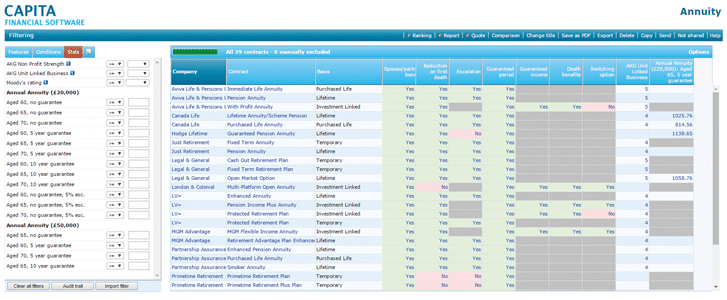 CAPITA
FINANCIAL SOFTWARE
Annuity
Filtering
Ranking Report Quote Comparison Change title Save as PDF Export Delete Copy Send Not shared Help
Features Conditions Stats
AKG Non Profit Strength >=
AKG Unit Linked Business >=
Moody's rating >=
Annual Annuity (£20,000)
Aged 60, no guarantee >=
Aged 65, no guarantee >=
Aged 70, no guarantee >=
Aged 60, 5 year guarantee >=
Aged 65, 5 year guarantee >=
Aged 70, 5 year guarantee >=
Aged 60, 10 year guarantee >=
Aged 65, 10 year guarantee >=
Aged 70, 10 year guarantee >=
Aged 60, no guarantee, 5% esc. >=
Aged 65, no guarantee, 5% esc. >=
Aged 70, no guarantee, 5% esc. >=
Annual Annuity (£50,000)
Aged 65, no guarantee >=
Aged 60, 5 year guarantee >=
Aged 70, 5 year guarantee >=
Aged 65, 10 year guarantee >=
Clear all filters Audit trail Import filter
All 29 contracts - 0 manually excluded Options
Company Contract Basis Spouse/partn bens Reduction on first death Escalation Guaranteed period Guaranteed income Death benefits Switching option AKG Unit Linked Business Annual Annuity (£20,000): Aged 65, 5 year guarantee
Aviva Life & Pensions Immediate Life Annuity Purchased Life Yes Yes Yes Yes 5
Aviva Life & Pensions Pension Annuity Lifetime Yes Yes Yes Yes 5
Aviva Life & Pensions With Profit Annuity Investment Linked Yes Yes Yes Yes Yes No 5
Canada Life Lifetime Annuity/Scheme Pension Lifetime Yes Yes Yes Yes 4 1025.76
Canada Life Purchased Life Annuity Purchased Life Yes Yes Yes Yes 4 814.56
Hodge Lifetime Guaranteed Pension Annuity Lifetime Yes Yes No Yes 1138.65
Just Retirement Fixed Term Annuity Temporary Yes Yes Yes Yes 4
Just Retirement Pension Annuity Lifetime Yes Yes Yes Yes 4
Legal & General Cash Out Retirement Plan Temporary Yes Yes Yes Yes 5
Legal & General Fixed Term Retirement Plan Temporary Yes Yes Yes Yes 5
Legal & General Open Market Option Lifetime Yes Yes Yes Yes 5 1058.76
London & Colonial Multi-Platform Open Annuity Investment Linked Yes No Yes Yes Yes Yes
LV= Enhanced Annuity Lifetime Yes Yes Yes Yes 4
LV= Pension Income Plus Annuity Investment Linked Yes Yes Yes Yes Yes Yes 4
LV= Protected Retirement Plan Investment Linked Yes Yes Yes Yes Yes No 4
LV= Protected Retirement Plan Temporary Yes Yes Yes Yes 4
MGM Advantage MGM Flexible Income Annuity Investment Linked Yes Yes Yes Yes Yes Yes 4
MGM Advantage Retirement Advantage Plan Enhanced Lifetime Yes Yes Yes Yes 4
Partnership Assurance Enhanced Pension Annuity Lifetime Yes Yes Yes Yes 4
Partnership Assurance Purchased Life Annuity Purchased Life Yes Yes Yes Yes 4
Partnership Assurance Smoker Annuity Lifetime Yes Yes Yes Yes 4
Primetime Retirement Primetime Retirement Plan Temporary Yes No No Yes
Primetime Retirement Primetime Retirement Plus Plan Temporary Yes Yes Yes Yes